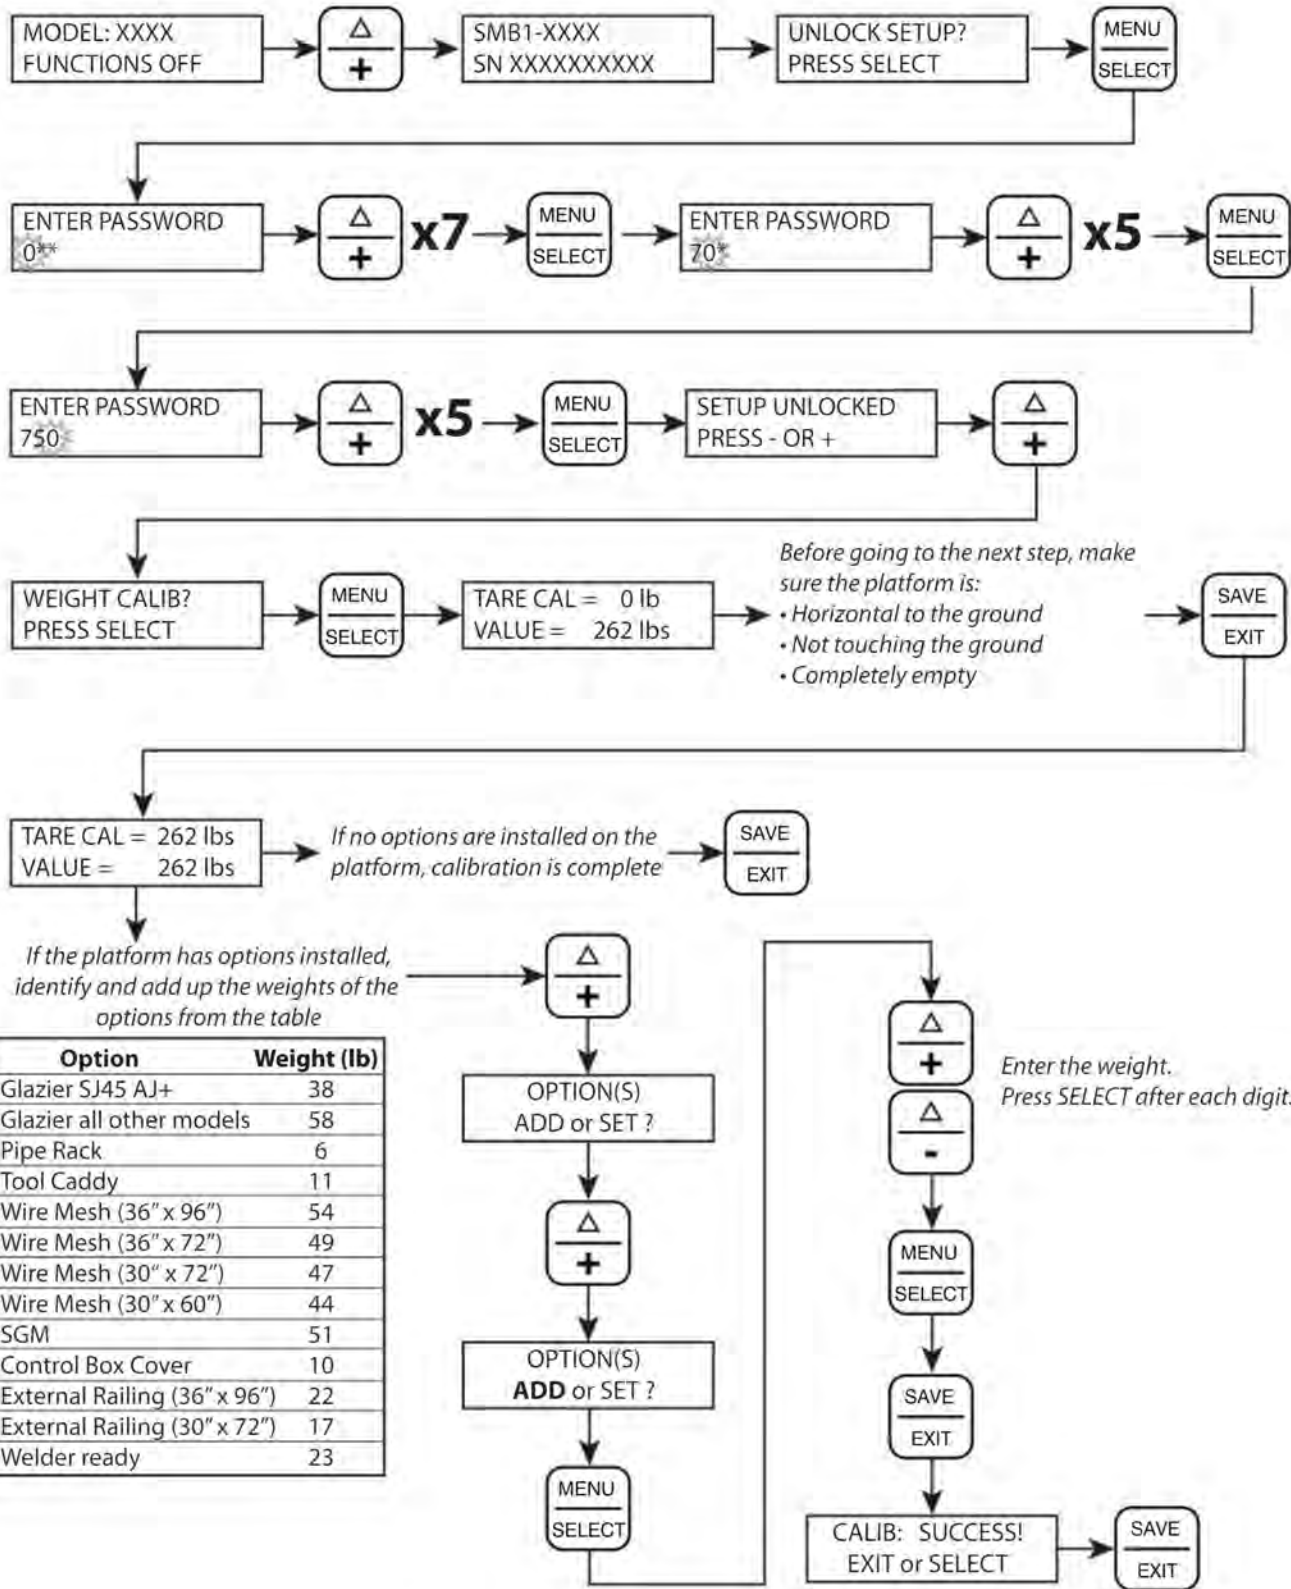 MODEL: XXXX
FUNCTIONS OFF
△
+
SMB1-XXXX
SN XXXXXXXXXX
UNLOCK SETUP?
PRESS SELECT
MENU
SELECT
ENTER PASSWORD
0**
△
+
x7
MENU
SELECT
ENTER PASSWORD
70*
△
+
x5
MENU
SELECT
ENTER PASSWORD
750
△
+
x5
MENU
SELECT
SETUP UNLOCKED
PRESS - OR +
△
+
WEIGHT CALIB?
PRESS SELECT
MENU
SELECT
TARE CAL = 0 lb
VALUE = 262 lbs
Before going to the next step, make
sure the platform is:
• Horizontal to the ground
• Not touching the ground
• Completely empty
SAVE
EXIT
TARE CAL = 262 lbs
VALUE = 262 lbs
If no options are installed on the
platform, calibration is complete
SAVE
EXIT
If the platform has options installed,
identify and add up the weights of the
options from the table
Option Weight (lb)
Glazier SJ45 AJ+ 38
Glazier all other models 58
Pipe Rack 6
Tool Caddy 11
Wire Mesh (36" x 96") 54
Wire Mesh (36" x 72") 49
Wire Mesh (30" x 72") 47
Wire Mesh (30" x 60") 44
SGM 51
Control Box Cover 10
External Railing (36" x 96") 22
External Railing (30" x 72") 17
Welder ready 23
△
+
OPTION(S)
ADD or SET ?
△
+
OPTION(S)
ADD or SET ?
MENU
SELECT
△
+
△
-
Enter the weight.
Press SELECT after each digit.
MENU
SELECT
SAVE
EXIT
CALIB: SUCCESS!
EXIT or SELECT
SAVE
EXIT